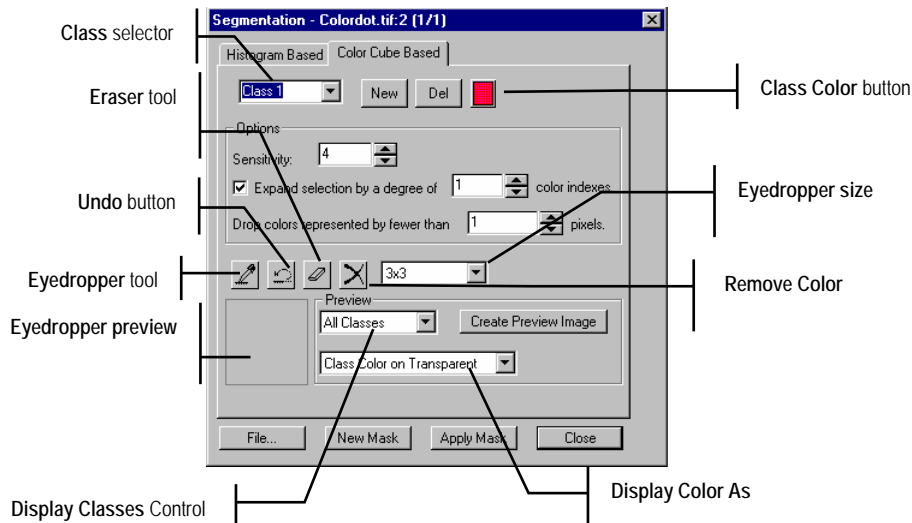 Segmentation - Colordot.tif:2 (1/1)
Class selector
Histogram Based
Color Cube Based
Class 1
New
Del
Class Color button
Eraser tool
Options
Sensitivity:
4
Expand selection by a degree of
1
color indexes
Eyedropper size
Undo button
Drop colors represented by fewer than
1
pixels.
Eyedropper tool
3x3
Remove Color
Eyedropper preview
Preview
All Classes
Create Preview Image
Class Color on Transparent
File...
New Mask
Apply Mask
Close
Display Classes Control
Display Color As